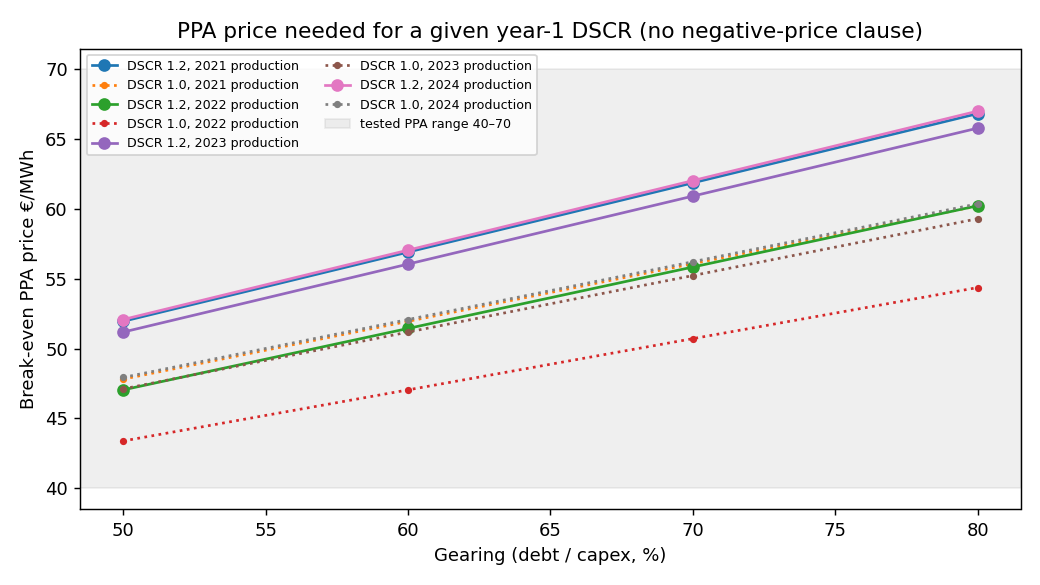 PPA price needed for a given year-1 DSCR (no negative-price clause)
DSCR 1.2, 2021 production
DSCR 1.0, 2021 production
DSCR 1.2, 2022 production
DSCR 1.0, 2022 production
DSCR 1.2, 2023 production
DSCR 1.0, 2023 production
DSCR 1.2, 2024 production
DSCR 1.0, 2024 production
tested PPA range 40–70
Break-even PPA price €/MWh
70
65
60
55
50
45
40
50 55 60 65 70 75 80
Gearing (debt / capex, %)